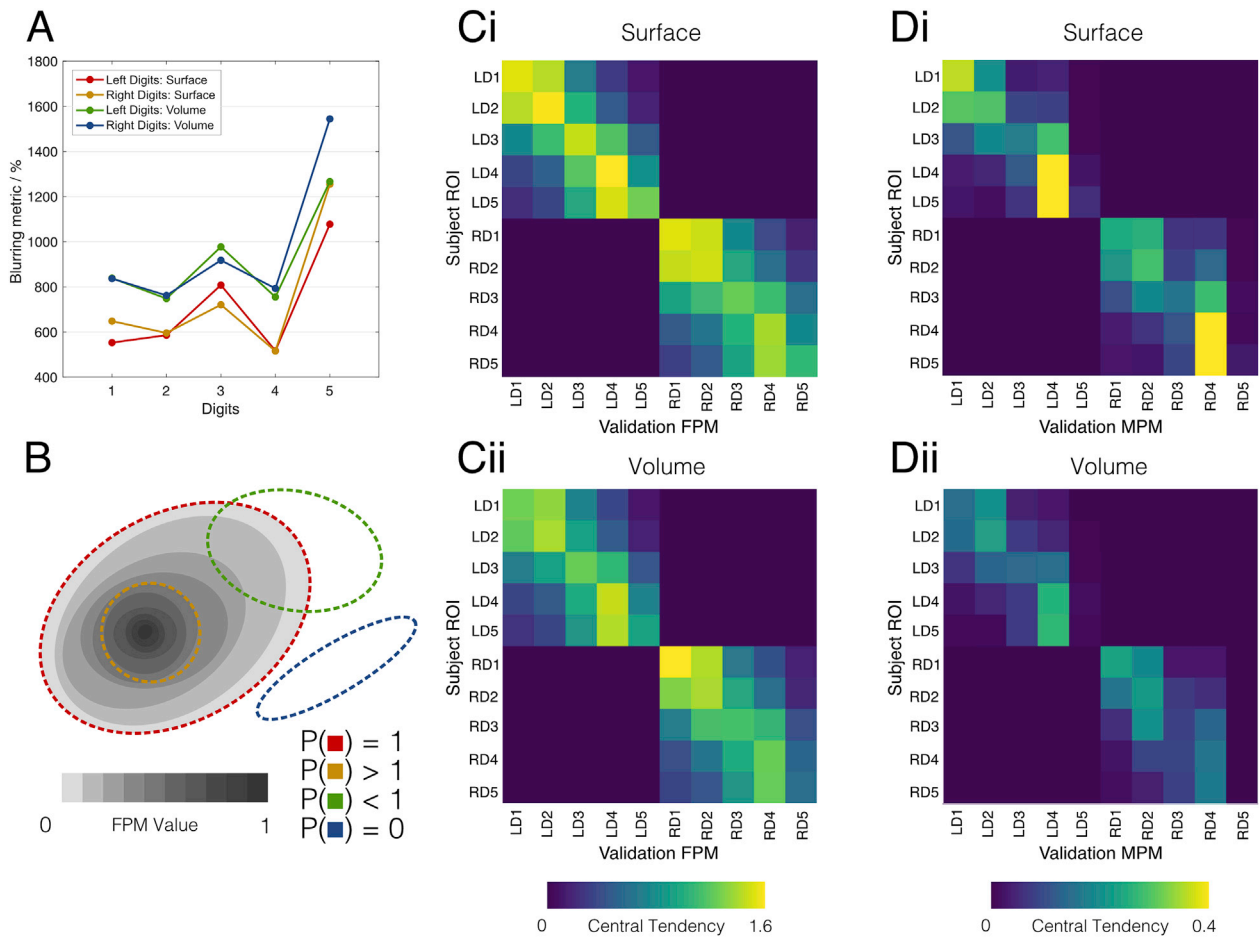 A
1800
1600
1400
1200
1000
800
600
400
Blurring metric / %
Left Digits: Surface
Right Digits: Surface
Left Digits: Volume
Right Digits: Volume
1 2 3 4 5
Digits
B
P(■) = 1
P(■) > 1
P(■) < 1
P(■) = 0
0 FPM Value 1
Ci
Surface
Subject ROI
LD1
LD2
LD3
LD4
LD5
RD1
RD2
RD3
RD4
RD5
LD1 LD2 LD3 LD4 LD5 RD1 RD2 RD3 RD4 RD5
Validation FPM
Di
Surface
Subject ROI
LD1
LD2
LD3
LD4
LD5
RD1
RD2
RD3
RD4
RD5
LD1 LD2 LD3 LD4 LD5 RD1 RD2 RD3 RD4 RD5
Validation MPM
Cii
Volume
Subject ROI
LD1
LD2
LD3
LD4
LD5
RD1
RD2
RD3
RD4
RD5
LD1 LD2 LD3 LD4 LD5 RD1 RD2 RD3 RD4 RD5
Validation FPM
0 Central Tendency 1.6
Dii
Volume
Subject ROI
LD1
LD2
LD3
LD4
LD5
RD1
RD2
RD3
RD4
RD5
LD1 LD2 LD3 LD4 LD5 RD1 RD2 RD3 RD4 RD5
Validation MPM
0 Central Tendency 0.4